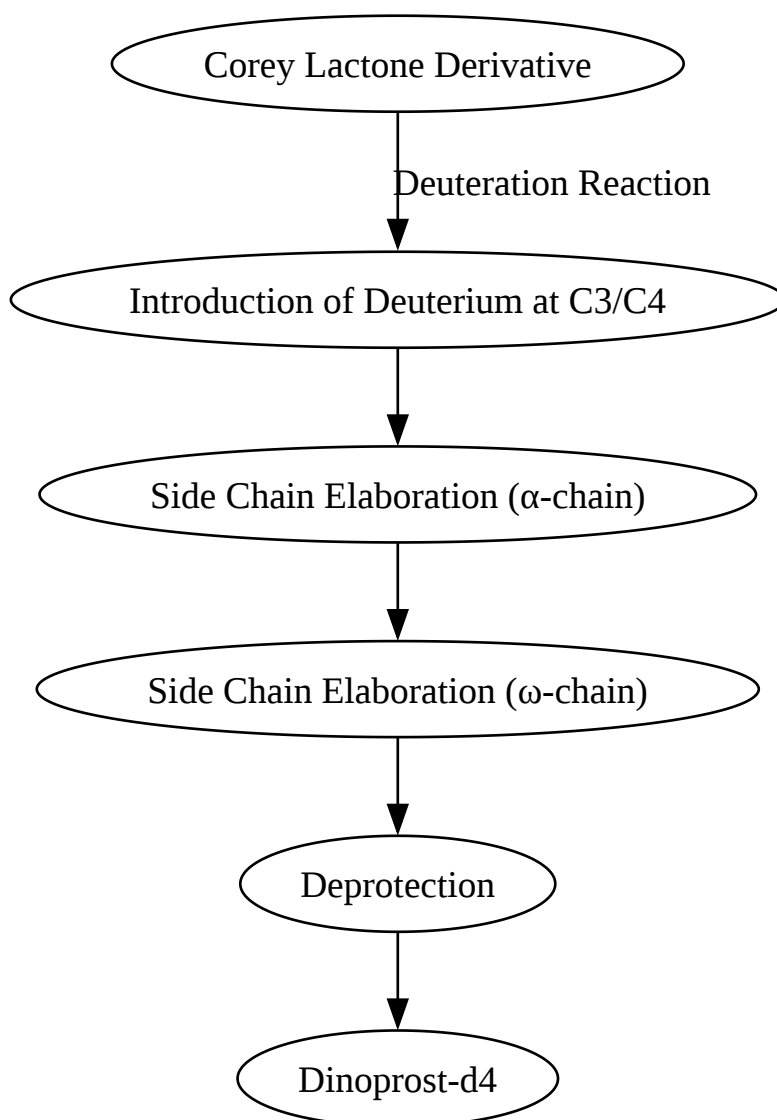 Corey Lactone Derivative
Deuteration Reaction
Introduction of Deuterium at C3/C4
Side Chain Elaboration (α-chain)
Side Chain Elaboration (ω-chain)
Deprotection
Dinoprost-d4